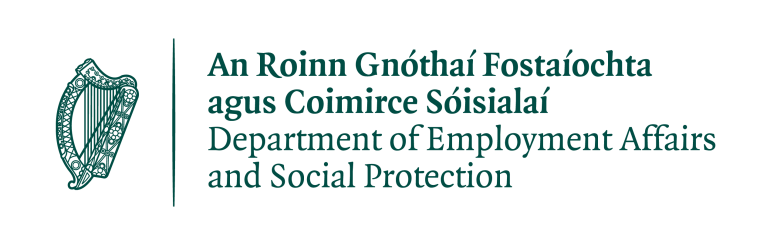 An Roinn Gnóthaí Fostaíochta
agus Coimirce Sóisialaí
Department of Employment Affairs
and Social Protection